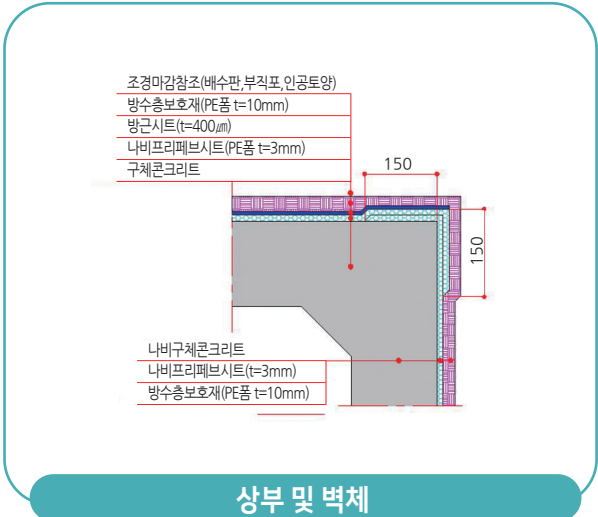 조경마감참조(배수판,부직포,인공토양)
방수층보호재(PE폼 t=10mm)
방근시트(t=400㎛)
나비프리페브시트(PE폼 t=3mm)
구체콘크리트
150
150
나비구체콘크리트
나비프리페브시트(t=3mm)
방수층보호재(PE폼 t=10mm)
상부 및 벽체